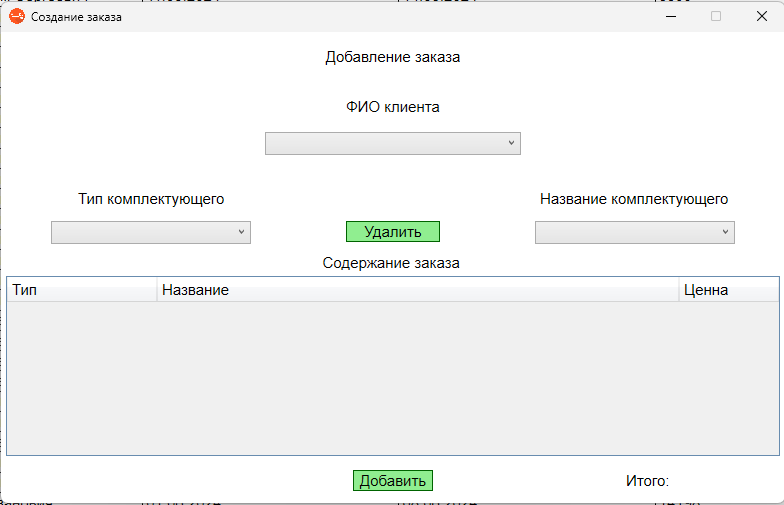 Создание заказа
Добавление заказа
ФИО клиента
Тип комплектующего
Название комплектующего
Удалить
Содержание заказа
Тип Название Ценна
Добавить
Итого: